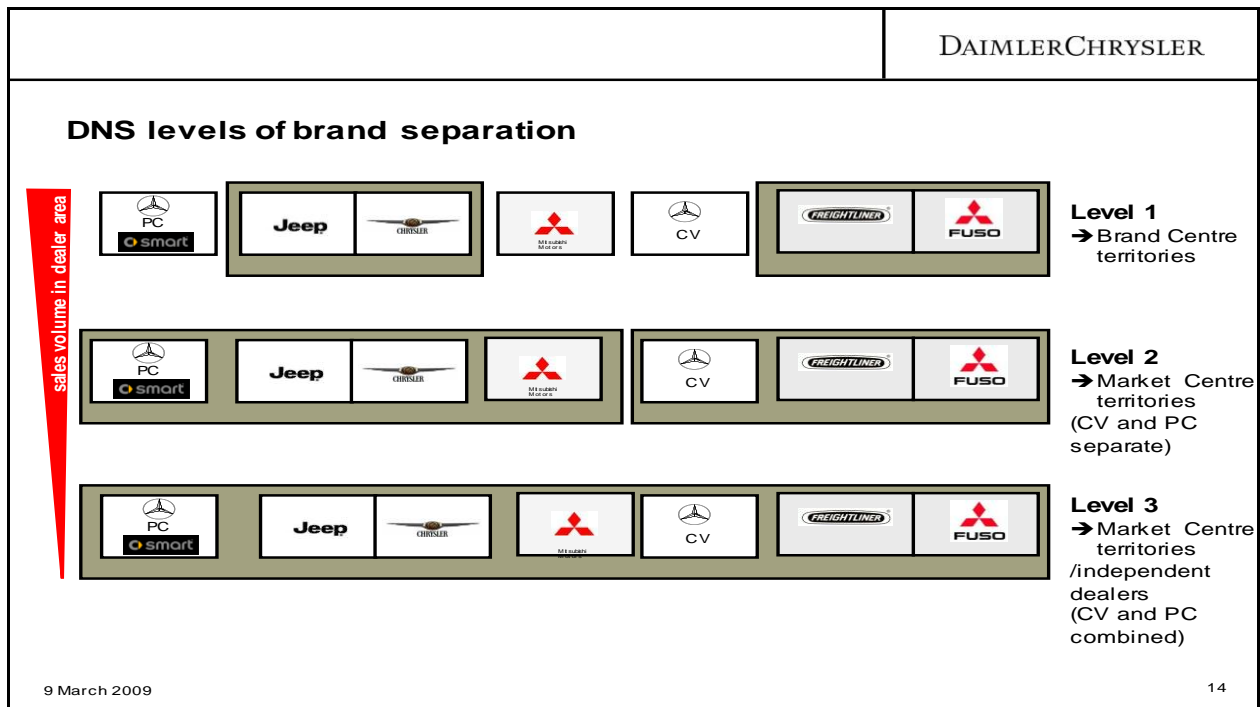 DAIMLERCHRYSLER
DNS levels of brand separation
sales volume in dealer area
PC
smart
Jeep
CHRYSLER
Mitsubishi
Motors
CV
FREIGHTLINER
FUSO
Level 1
➔ Brand Centre
territories
PC
smart
Jeep
CHRYSLER
Mitsubishi
Motors
CV
FREIGHTLINER
FUSO
Level 2
➔ Market Centre
territories
(CV and PC
separate)
PC
smart
Jeep
CHRYSLER
Mitsubishi
CV
FREIGHTLINER
FUSO
Level 3
➔ Market Centre
territories
/independent
dealers
(CV and PC
combined)
9 March 2009
14